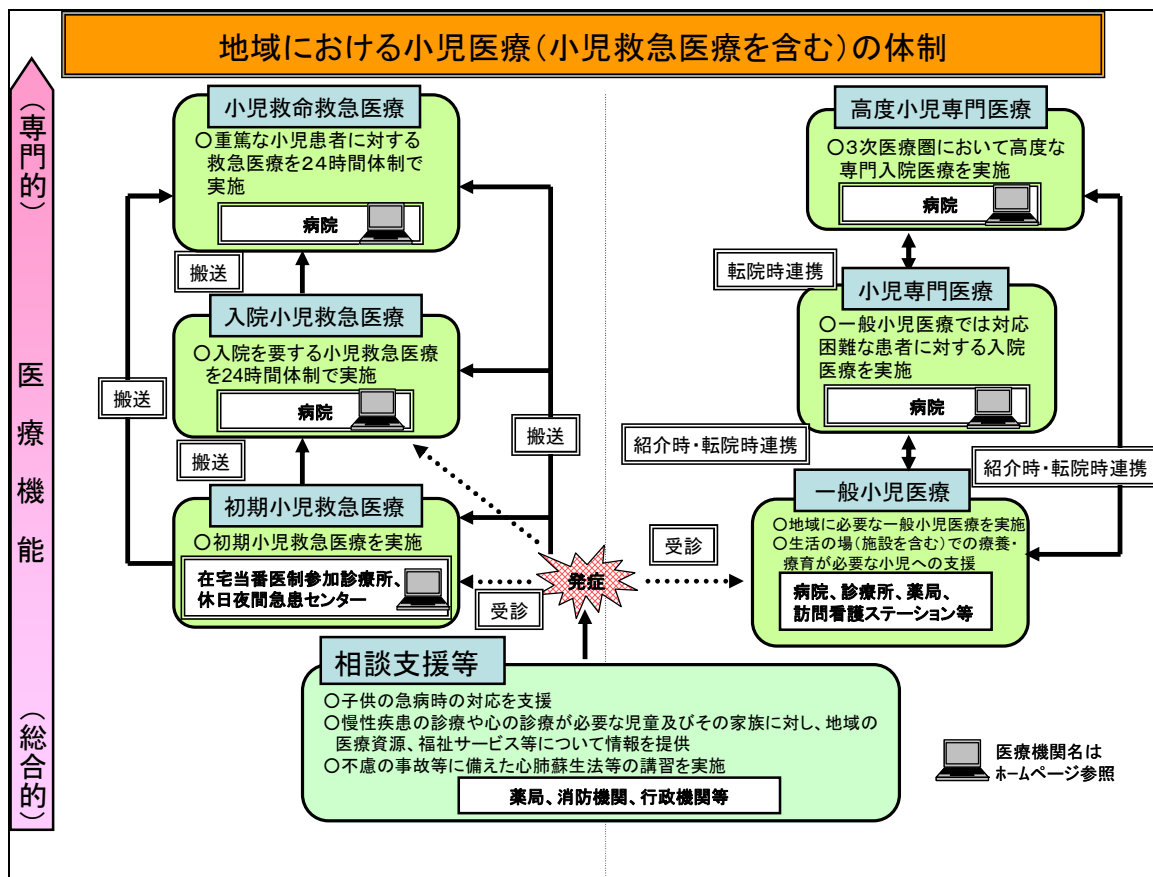 地域における小児医療(小児救急医療を含む)の体制
(専門的)
医療機能
(総合的)
小児救命救急医療
○重篤な小児患者に対する
救急医療を24時間体制で
実施
病院
搬送
入院小児救急医療
○入院を要する小児救急医療
を24時間体制で実施
病院
搬送
搬送
搬送
初期小児救急医療
○初期小児救急医療を実施
在宅当番医制参加診療所、
休日夜間急患センター
受診
発症
受診
高度小児専門医療
○3次医療圏において高度な
専門入院医療を実施
病院
転院時連携
小児専門医療
○一般小児医療では対応
困難な患者に対する入院
医療を実施
病院
紹介時・転院時連携
紹介時・転院時連携
一般小児医療
○地域に必要な一般小児医療を実施
○生活の場(施設を含む)での療養・
療育が必要な小児への支援
病院、診療所、薬局、
訪問看護ステーション等
相談支援等
○子供の急病時の対応を支援
○慢性疾患の診療や心の診療が必要な児童及びその家族に対し、地域の
医療資源、福祉サービス等について情報を提供
○不慮の事故等に備えた心肺蘇生法等の講習を実施
薬局、消防機関、行政機関等
医療機関名は
ホームページ参照